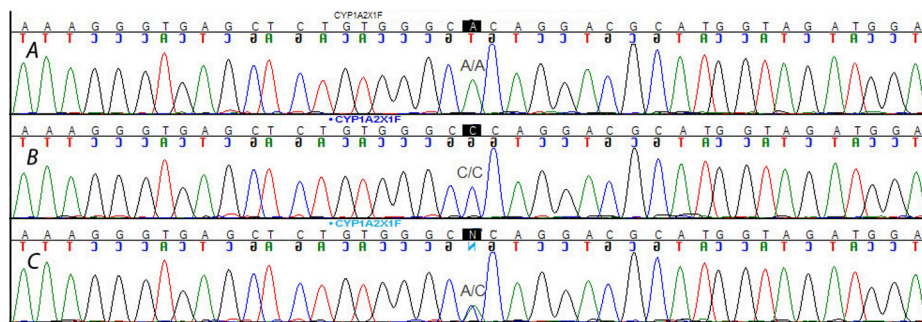 CYP1A2X1F
A A A G G G T G A G C T C T G T G G G C A C A G G A C G C A T G G T A G A T G G A
T T T C C C A C T C G A G A C A C C C G T G T C C T G C G T A C C A T C T A C C T
A
A/A
•CYP1A2X1F
A A A G G G T G A G C T C T G T G G G C C C A G G A C G C A T G G T A G A T G G A
T T T C C C A C T C G A G A C A C C C G G G T C C T G C G T A C C A T C T A C C T
B
C/C
•CYP1A2X1F
A A A G G G T G A G C T C T G T G G G C N C A G G A C G C A T G G T A G A T G G A
T T T C C C A C T C G A G A C A C C C G N G T C C T G C G T A C C A T C T A C C T
C
A/C